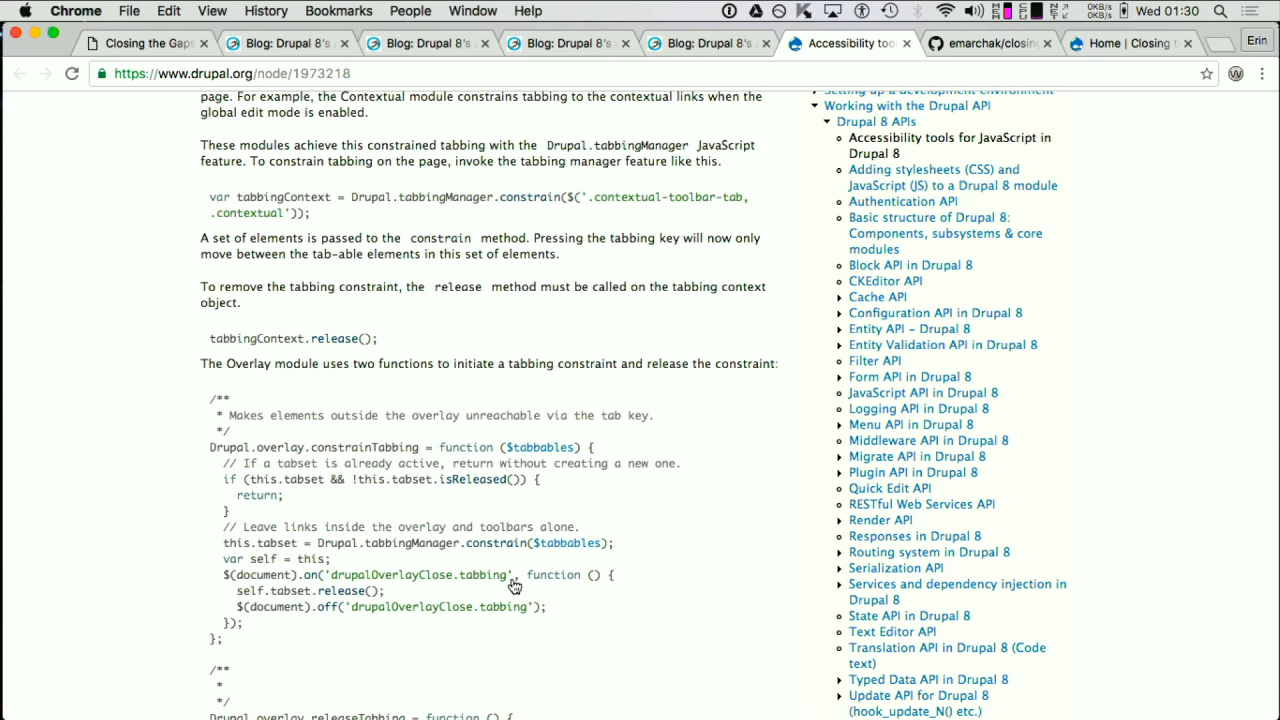 Chrome File Edit View History Bookmarks People Window Help
0KB/s
0KB/s
Wed 01:30
Closing the Gaps
Blog: Drupal 8's
Blog: Drupal 8's
Blog: Drupal 8's
Blog: Drupal 8's
Accessibility too
emarchak/closin
Home | Closing t
Erin
https://www.drupal.org/node/1973218
page. For example, the Contextual module constrains tabbing to the contextual links when the
global edit mode is enabled.
These modules achieve this constrained tabbing with the Drupal.tabbingManager JavaScript
feature. To constrain tabbing on the page, invoke the tabbing manager feature like this.
var tabbingContext = Drupal.tabbingManager.constrain($('.contextual-toolbar-tab,
.contextual'));
A set of elements is passed to the constrain method. Pressing the tabbing key will now only
move between the tab-able elements in this set of elements.
To remove the tabbing constraint, the release method must be called on the tabbing context
object.
tabbingContext.release();
The Overlay module uses two functions to initiate a tabbing constraint and release the constraint:
/**
* Makes elements outside the overlay unreachable via the tab key.
*/
Drupal.overlay.constrainTabbing = function ($tabbables) {
// If a tabset is already active, return without creating a new one.
if (this.tabset && !this.tabset.isReleased()) {
return;
}
// Leave links inside the overlay and toolbars alone.
this.tabset = Drupal.tabbingManager.constrain($tabbables);
var self = this;
$(document).on('drupalOverlayClose.tabbing', function () {
self.tabset.release();
$(document).off('drupalOverlayClose.tabbing');
});
};
/**
*
*/
Drupal.overlay.releaseTabbing = function () {
Setting up a development environment
Working with the Drupal API
Drupal 8 APIs
Accessibility tools for JavaScript in
Drupal 8
Adding stylesheets (CSS) and
JavaScript (JS) to a Drupal 8 module
Authentication API
Basic structure of Drupal 8:
Components, subsystems & core
modules
Block API in Drupal 8
CKEditor API
Cache API
Configuration API in Drupal 8
Entity API - Drupal 8
Entity Validation API in Drupal 8
Filter API
Form API in Drupal 8
JavaScript API in Drupal 8
Logging API in Drupal 8
Menu API in Drupal 8
Middleware API in Drupal 8
Migrate API in Drupal 8
Plugin API in Drupal 8
Quick Edit API
RESTful Web Services API
Render API
Responses in Drupal 8
Routing system in Drupal 8
Serialization API
Services and dependency injection in
Drupal 8
State API in Drupal 8
Text Editor API
Translation API in Drupal 8 (Code
text)
Typed Data API in Drupal 8
Update API for Drupal 8
(hook_update_N() etc.)